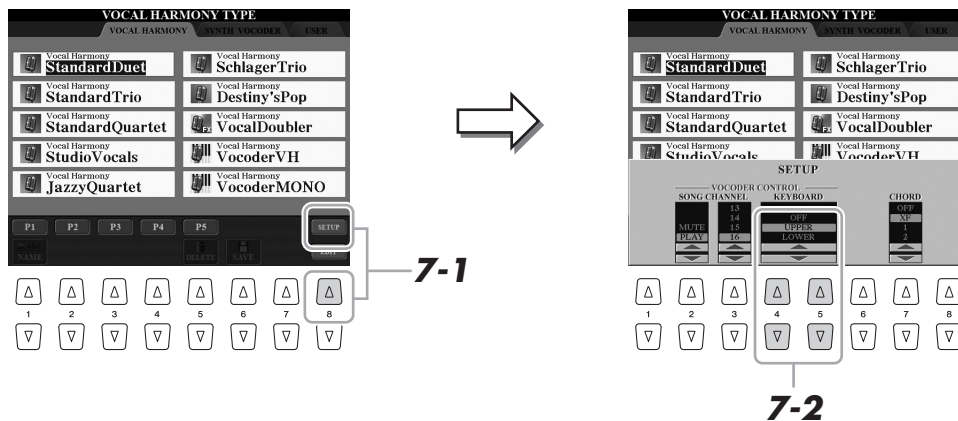 VOCAL HARMONY TYPE
VOCAL HARMONY SYNTH VOCODER USER
Vocal Harmony
StandardDuet
Vocal Harmony
SchlagerTrio
Vocal Harmony
StandardTrio
Vocal Harmony
Destiny'sPop
Vocal Harmony
StandardQuartet
Vocal Harmony
VocalDoubler
Vocal Harmony
StudioVocals
Vocal Harmony
VocoderVH
Vocal Harmony
JazzyQuartet
Vocal Harmony
VocoderMONO
P1 P2 P3 P4 P5 SETUP
NAME DELETE SAVE EDIT
1 2 3 4 5 6 7 8
7-1
VOCAL HARMONY TYPE
VOCAL HARMONY SYNTH VOCODER USER
Vocal Harmony
StandardDuet
Vocal Harmony
SchlagerTrio
Vocal Harmony
StandardTrio
Vocal Harmony
Destiny'sPop
Vocal Harmony
StandardQuartet
Vocal Harmony
VocalDoubler
Vocal Harmony
StudioVocals
Vocal Harmony
VocoderVH
SETUP
VOCODER CONTROL
SONG CHANNEL KEYBOARD CHORD
13 OFF
14 OFF XF
MUTE 15 UPPER 1
PLAY 16 LOWER 2
1 2 3 4 5 6 7 8
7-2